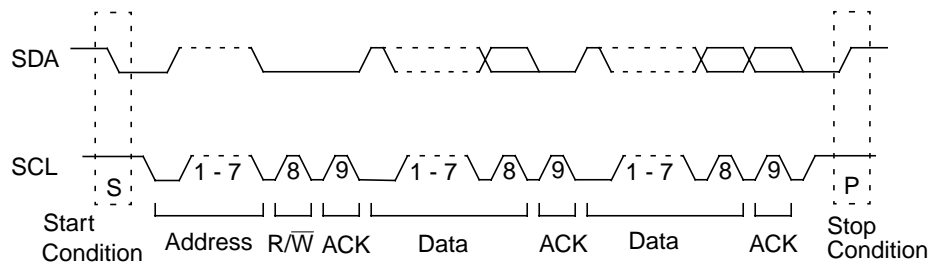 SDA
SCL
1 - 7 8 9 1 - 7 8 9 1 - 7 8 9
S P
Start Condition Address R/W̅ ACK Data ACK Data ACK Stop Condition